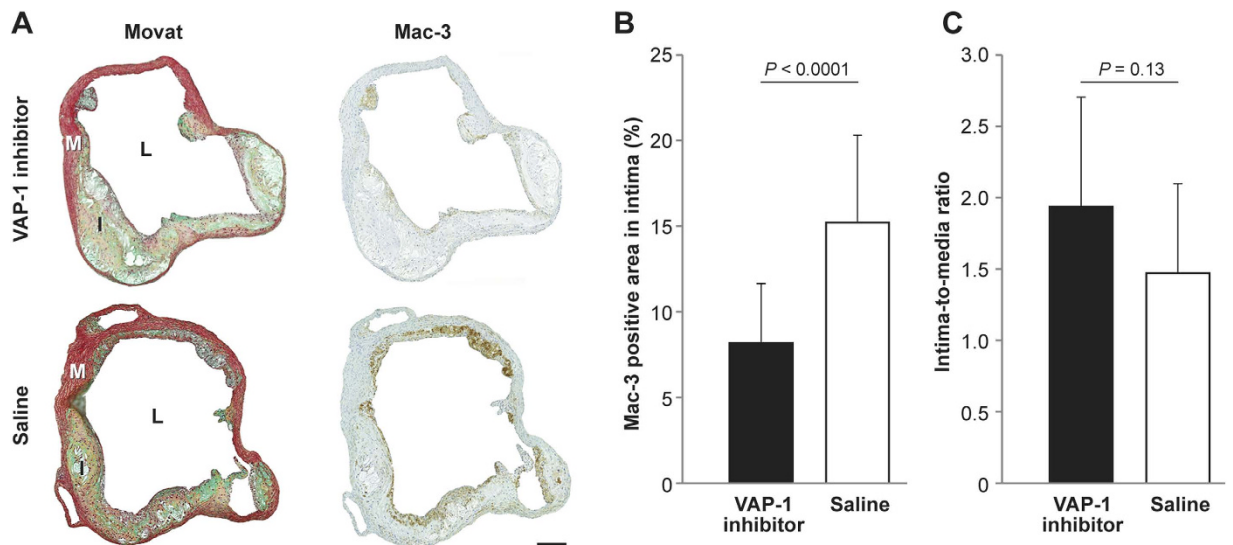 A
Movat
Mac-3
VAP-1 inhibitor
M
L
I
Saline
M
L
I
B
Mac-3 positive area in intima (%)
25
20
15
10
5
0
P < 0.0001
VAP-1
inhibitor
Saline
C
Intima-to-media ratio
3.0
2.5
2.0
1.5
1.0
0.5
0.0
P = 0.13
VAP-1
inhibitor
Saline